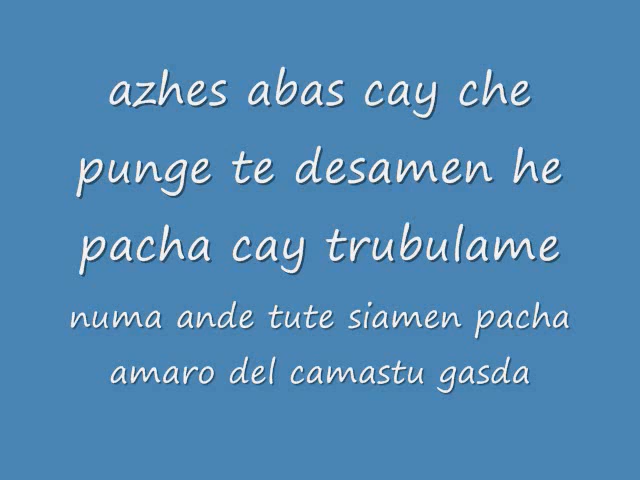 azhes abas cay che
punge te desamen he
pacha cay trubulame
numa ande tute siamen pacha
amaro del camastu gasda